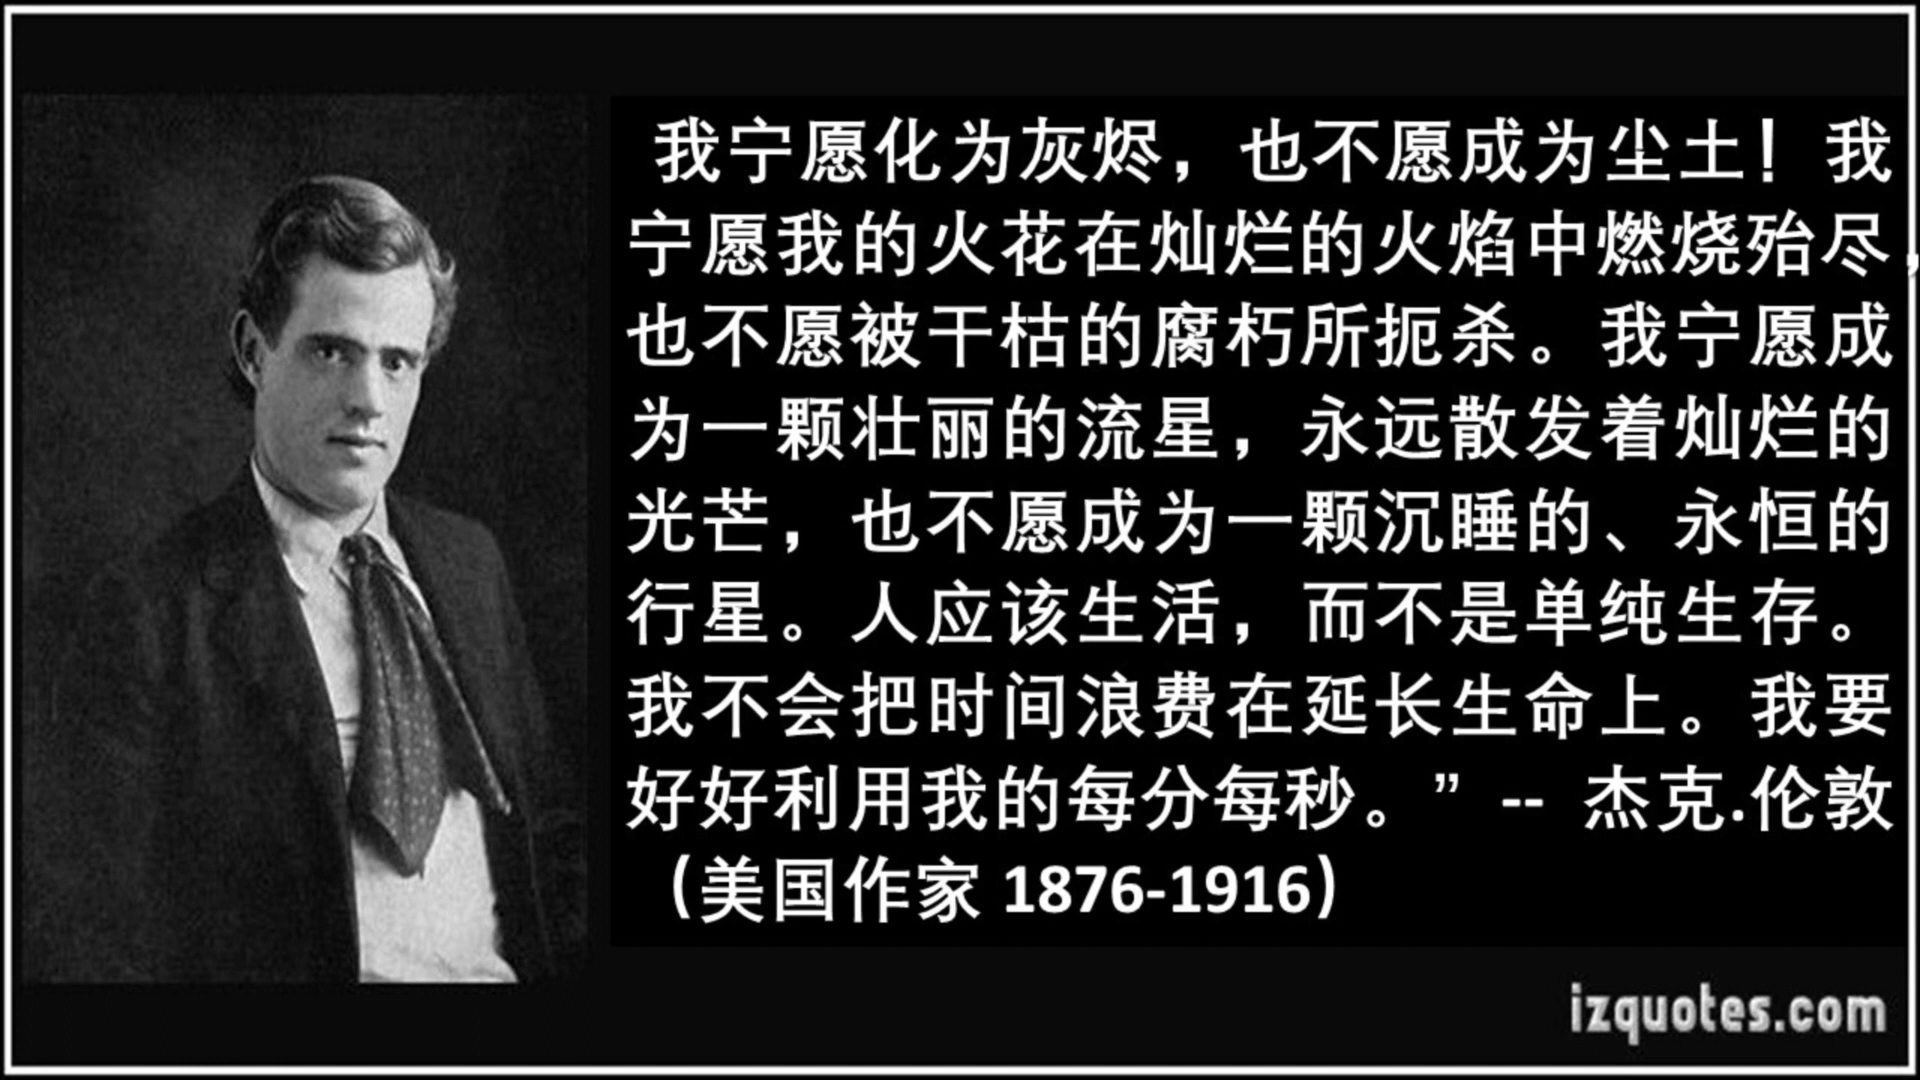 我宁愿化为灰烬，也不愿成为尘土！我
宁愿我的火花在灿烂的火焰中燃烧殆尽，
也不愿被干枯的腐朽所扼杀。我宁愿成
为一颗壮丽的流星，永远散发着灿烂的
光芒，也不愿成为一颗沉睡的、永恒的
行星。人应该生活，而不是单纯生存。
我不会把时间浪费在延长生命上。我要
好好利用我的每分每秒。” -- 杰克.伦敦
（美国作家 1876-1916）
izquotes.com